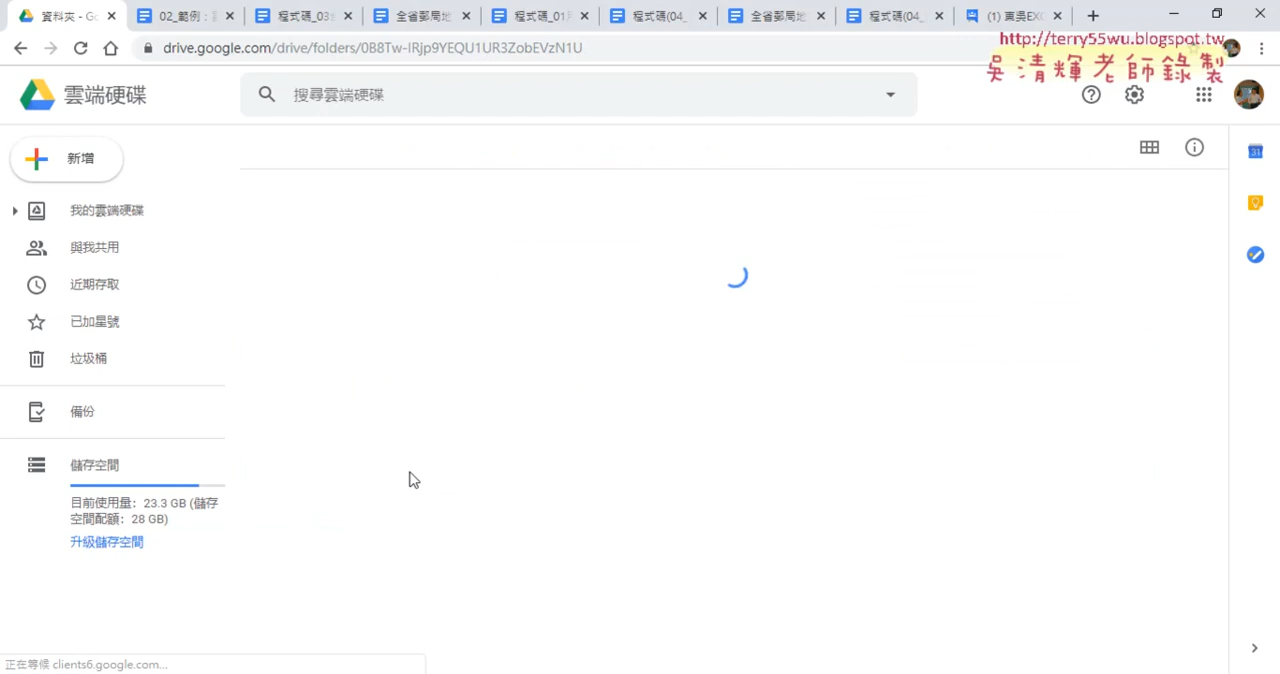 資料夾 - Go
02_範例：
程式碼_03
全省郵局地
程式碼_01
程式碼(04_
全省郵局地
程式碼(04_
(1) 東吳EXC
drive.google.com/drive/folders/0B8Tw-lRjp9YEQU1UR3ZobEVzN1U
http://terry55wu.blogspot.tw
吳清輝老師錄製
雲端硬碟
搜尋雲端硬碟
新增
31
我的雲端硬碟
與我共用
近期存取
已加星號
垃圾桶
備份
儲存空間
目前使用量：23.3 GB (儲存
空間配額：28 GB)
升級儲存空間
正在等候 clients6.google.com...